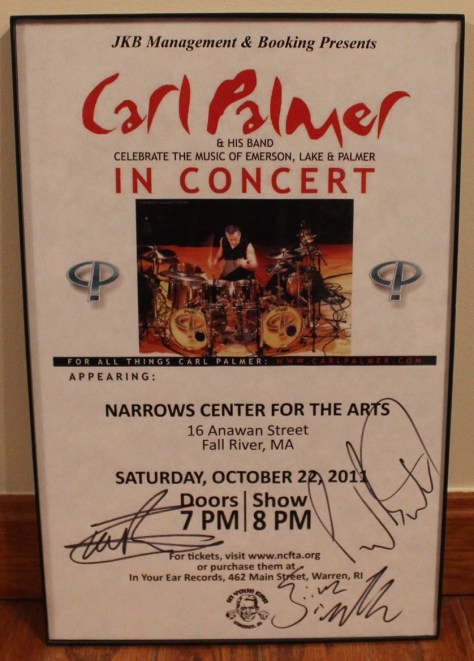 JKB Management & Booking Presents
Carl Palmer
& HIS BAND
CELEBRATE THE MUSIC OF EMERSON, LAKE & PALMER
IN CONCERT
FOR ALL THINGS CARL PALMER: WWW.CARLPALMER.COM
APPEARING:
NARROWS CENTER FOR THE ARTS
16 Anawan Street
Fall River, MA
SATURDAY, OCTOBER 22, 2011
Doors | Show
7 PM | 8 PM
For tickets, visit www.ncfta.org
or purchase them at
In Your Ear Records, 462 Main Street, Warren, RI
IN YOUR EAR!